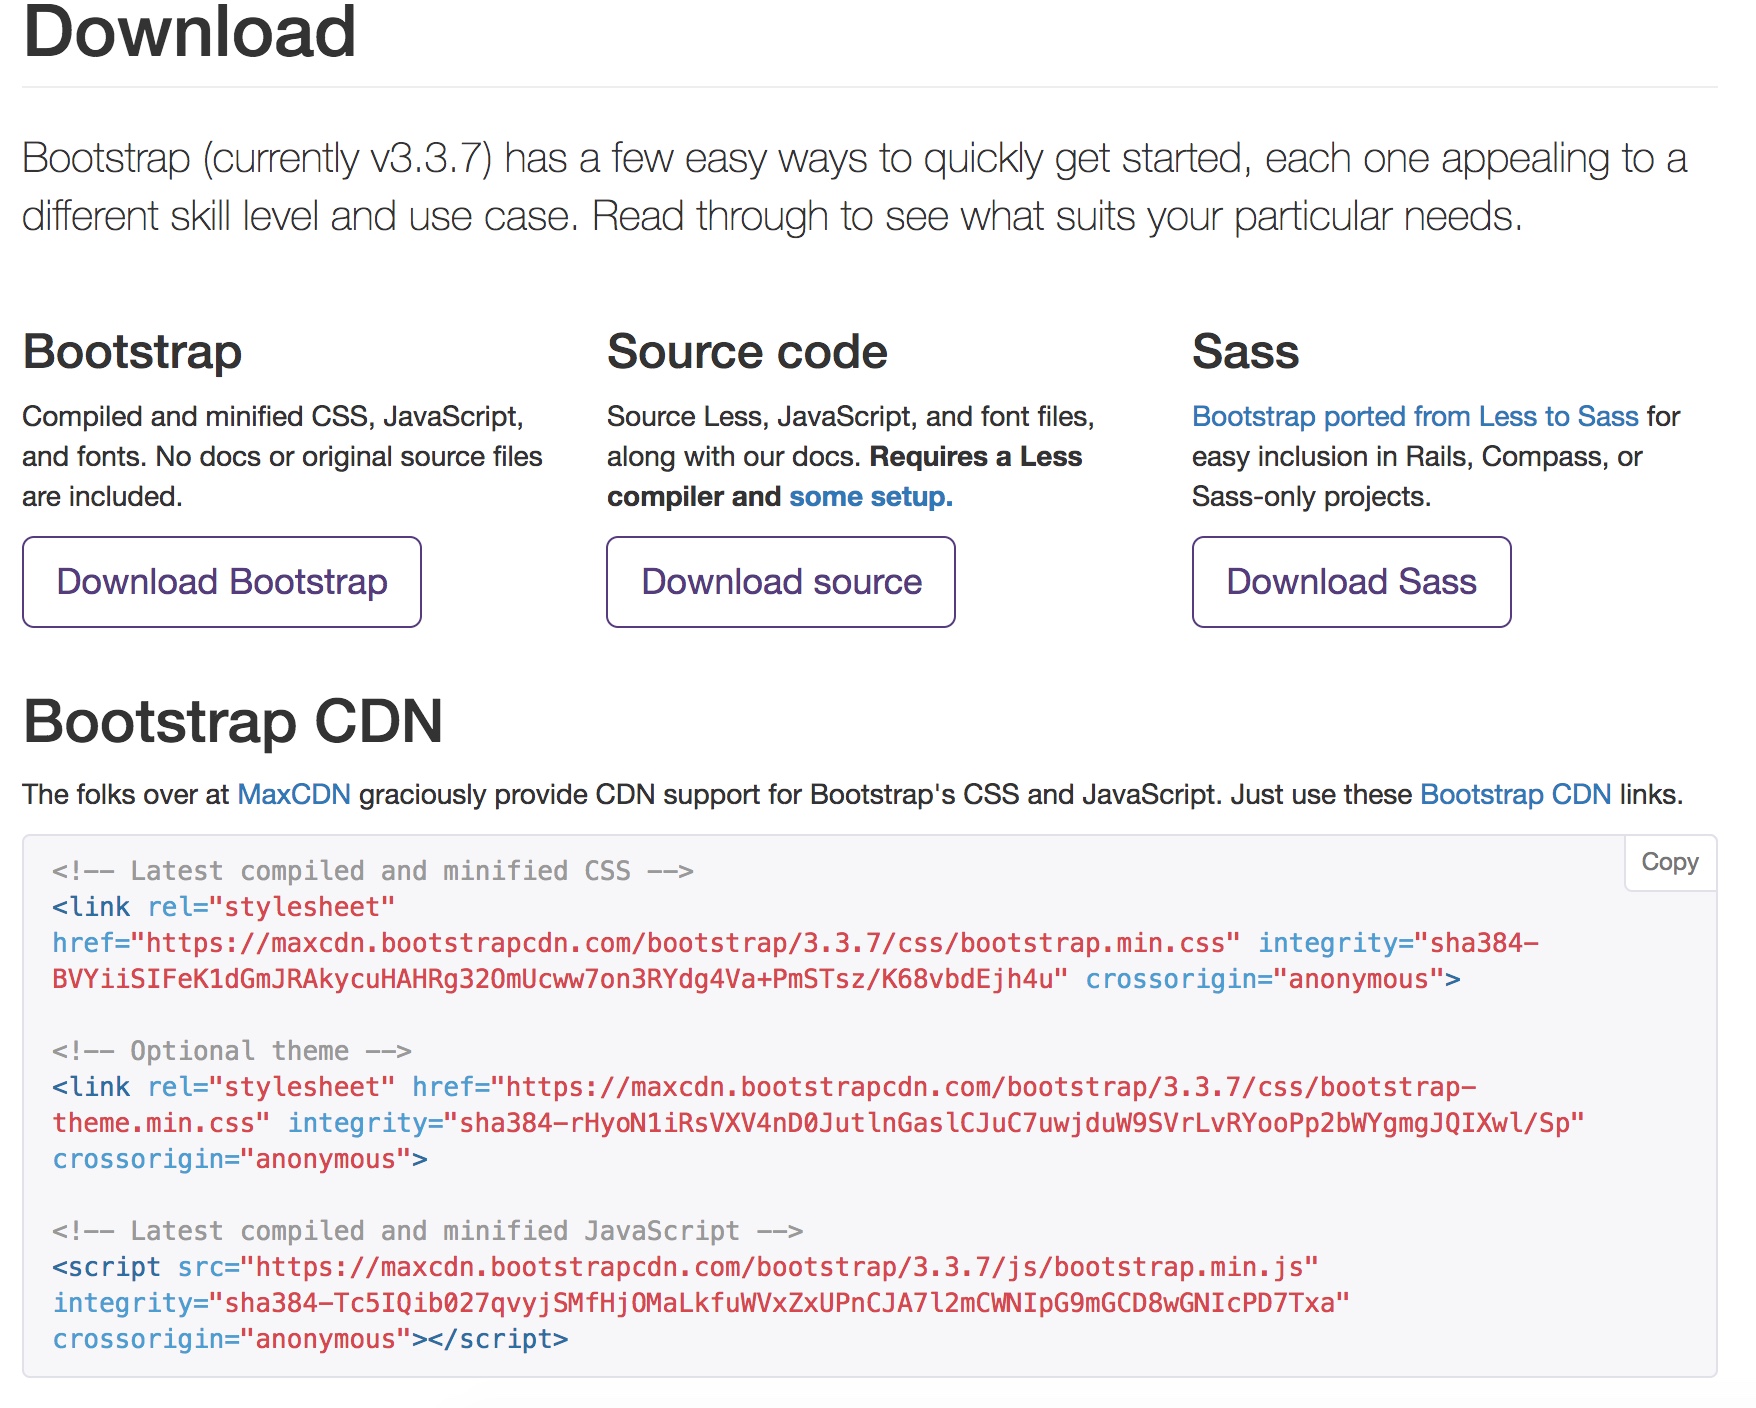 Download
Bootstrap (currently v3.3.7) has a few easy ways to quickly get started, each one appealing to a
different skill level and use case. Read through to see what suits your particular needs.
Bootstrap
Compiled and minified CSS, JavaScript,
and fonts. No docs or original source files
are included.
Download Bootstrap
Source code
Source Less, JavaScript, and font files,
along with our docs. Requires a Less
compiler and some setup.
Download source
Sass
Bootstrap ported from Less to Sass for
easy inclusion in Rails, Compass, or
Sass-only projects.
Download Sass
Bootstrap CDN
The folks over at MaxCDN graciously provide CDN support for Bootstrap's CSS and JavaScript. Just use these Bootstrap CDN links.
Copy
<!-- Latest compiled and minified CSS -->
<link rel="stylesheet"
href="https://maxcdn.bootstrapcdn.com/bootstrap/3.3.7/css/bootstrap.min.css" integrity="sha384-
BVYiiSIFeK1dGmJRAkycuHAHRg32OmUcww7on3RYdg4Va+PmSTsz/K68vbdEjh4u" crossorigin="anonymous">
<!-- Optional theme -->
<link rel="stylesheet" href="https://maxcdn.bootstrapcdn.com/bootstrap/3.3.7/css/bootstrap-
theme.min.css" integrity="sha384-rHyoN1iRsVXV4nD0JutlnGaslCJuC7uwjduW9SVrLvRYooPp2bWYgmgJQIXwl/Sp"
crossorigin="anonymous">
<!-- Latest compiled and minified JavaScript -->
<script src="https://maxcdn.bootstrapcdn.com/bootstrap/3.3.7/js/bootstrap.min.js"
integrity="sha384-Tc5IQib027qvyjSMfHjOMaLkfuWVxZxUPnCJA7l2mCWNIpG9mGCD8wGNIcPD7Txa"
crossorigin="anonymous"></script>